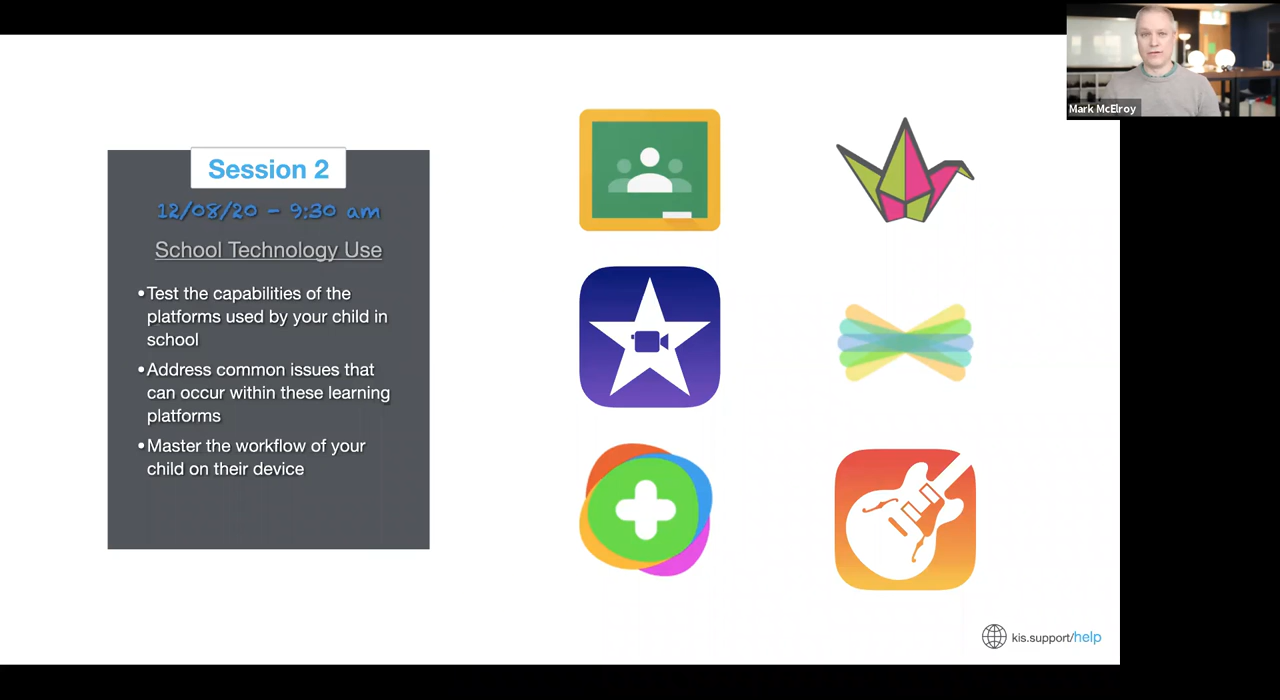 Mark McElroy
Session 2
12/08/20 - 9:30 am
School Technology Use
•Test the capabilities of the
platforms used by your child in
school
•Address common issues that
can occur within these learning
platforms
•Master the workflow of your
child on their device
kis.support/help